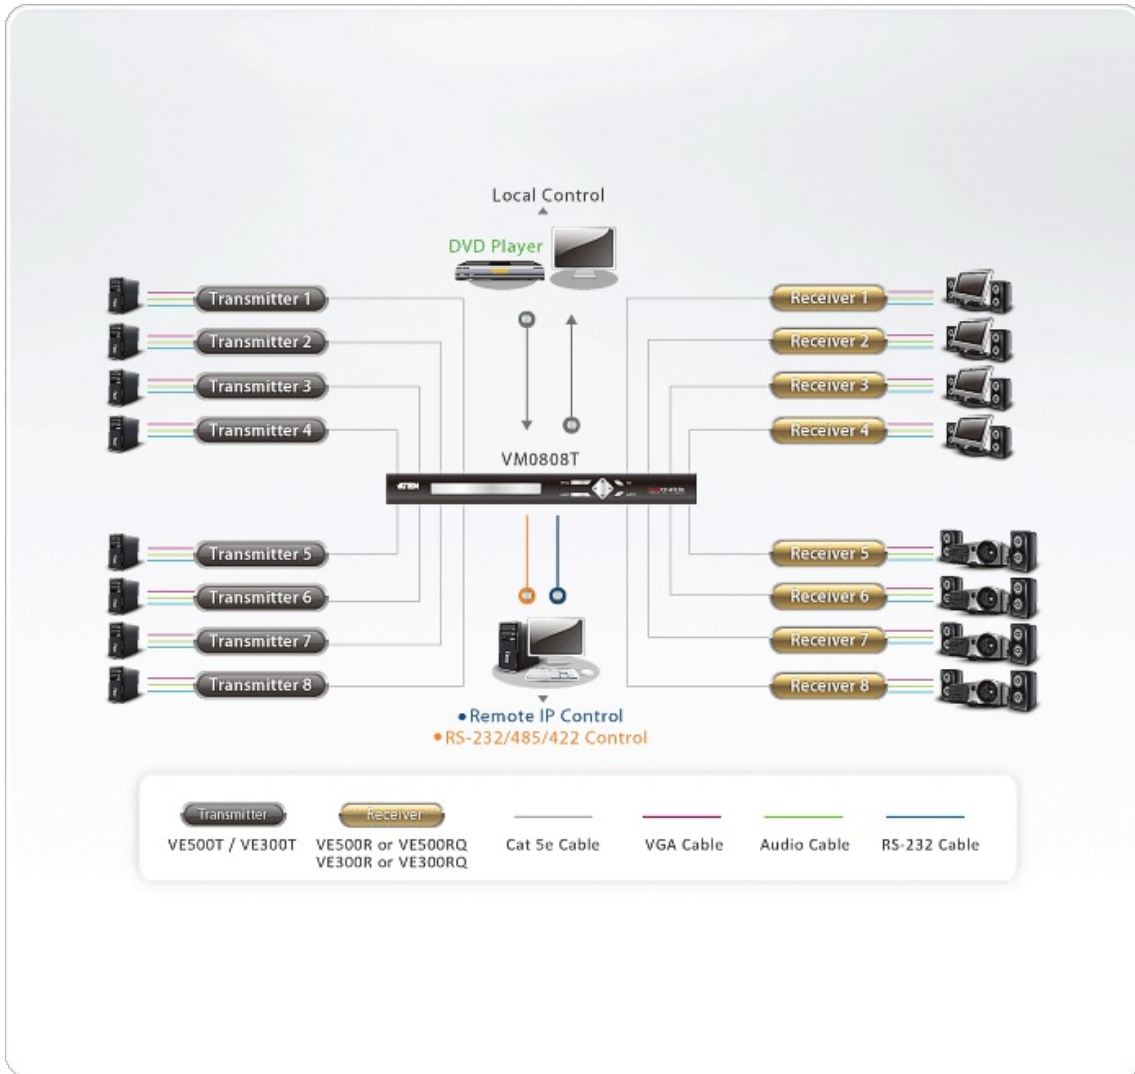 Local Control
DVD Player
Transmitter 1
Transmitter 2
Transmitter 3
Transmitter 4
Receiver 1
Receiver 2
Receiver 3
Receiver 4
VM0808T
ATEN
Transmitter 5
Transmitter 6
Transmitter 7
Transmitter 8
Receiver 5
Receiver 6
Receiver 7
Receiver 8
• Remote IP Control
• RS-232/485/422 Control
Transmitter
VE500T / VE300T
Receiver
VE500R or VE500RQ
VE300R or VE300RQ
Cat 5e Cable
VGA Cable
Audio Cable
RS-232 Cable